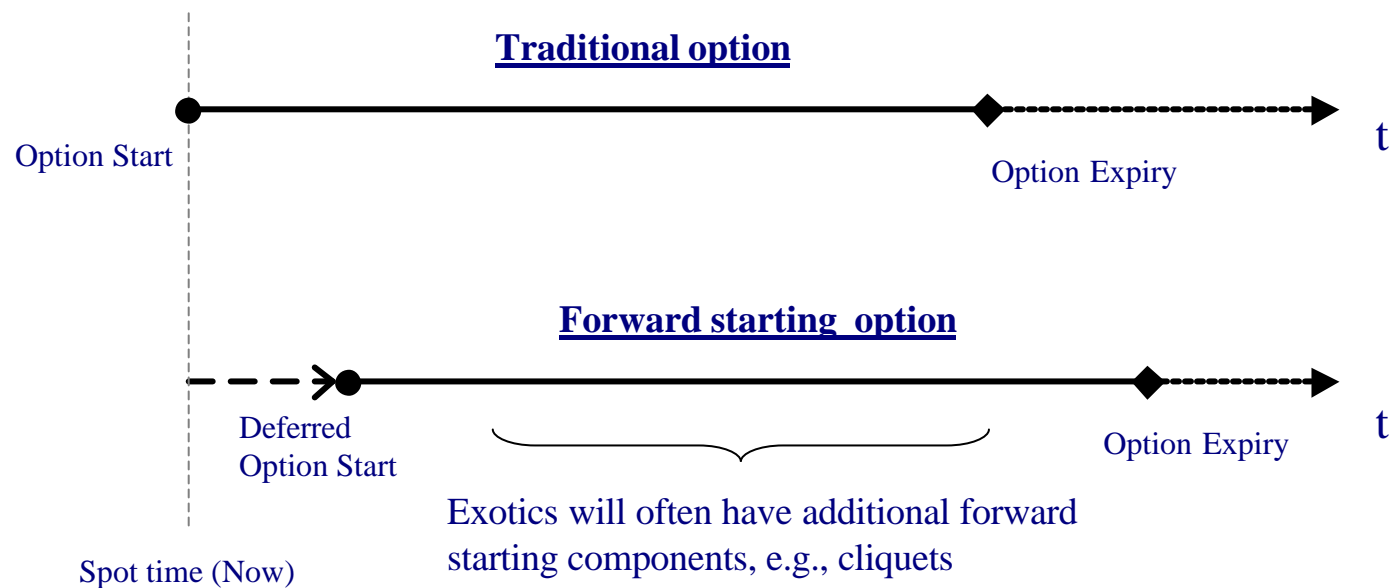 Traditional option
t
Option Start
Option Expiry
Forward starting option
t
Deferred
Option Start
Option Expiry
Exotics will often have additional forward
starting components, e.g., cliquets
Spot time (Now)